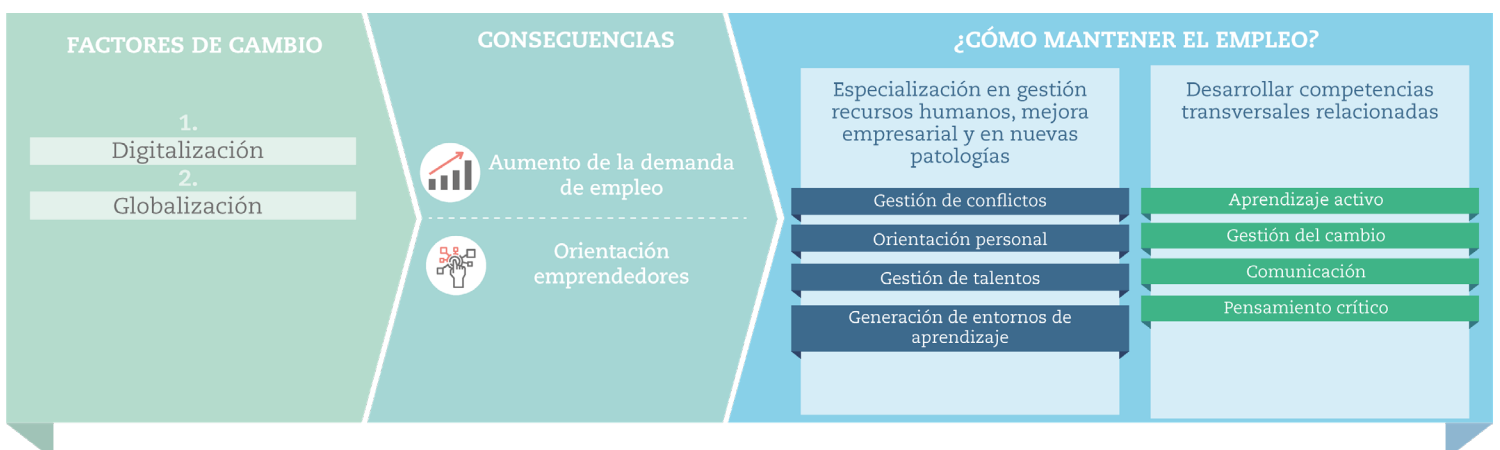 FACTORES DE CAMBIO
1.
Digitalización
2.
Globalización
CONSECUENCIAS
Aumento de la demanda
de empleo
Orientación
emprendedores
¿CÓMO MANTENER EL EMPLEO?
Especialización en gestión
recursos humanos, mejora
empresarial y en nuevas
patologías
Gestión de conflictos
Orientación personal
Gestión de talentos
Generación de entornos de
aprendizaje
Desarrollar competencias
transversales relacionadas
Aprendizaje activo
Gestión del cambio
Comunicación
Pensamiento crítico